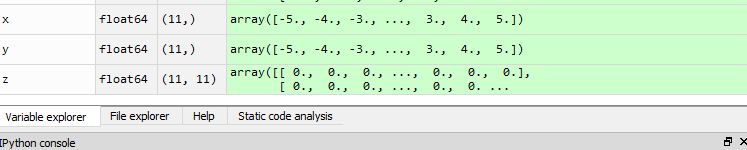 x float64 (11,) array([-5., -4., -3., ..., 3., 4., 5.])
y float64 (11,) array([-5., -4., -3., ..., 3., 4., 5.])
z float64 (11, 11) array([[ 0., 0., 0., ..., 0., 0., 0.],
[ 0., 0., 0., ..., 0., 0. ...
Variable explorer File explorer Help Static code analysis
IPython console